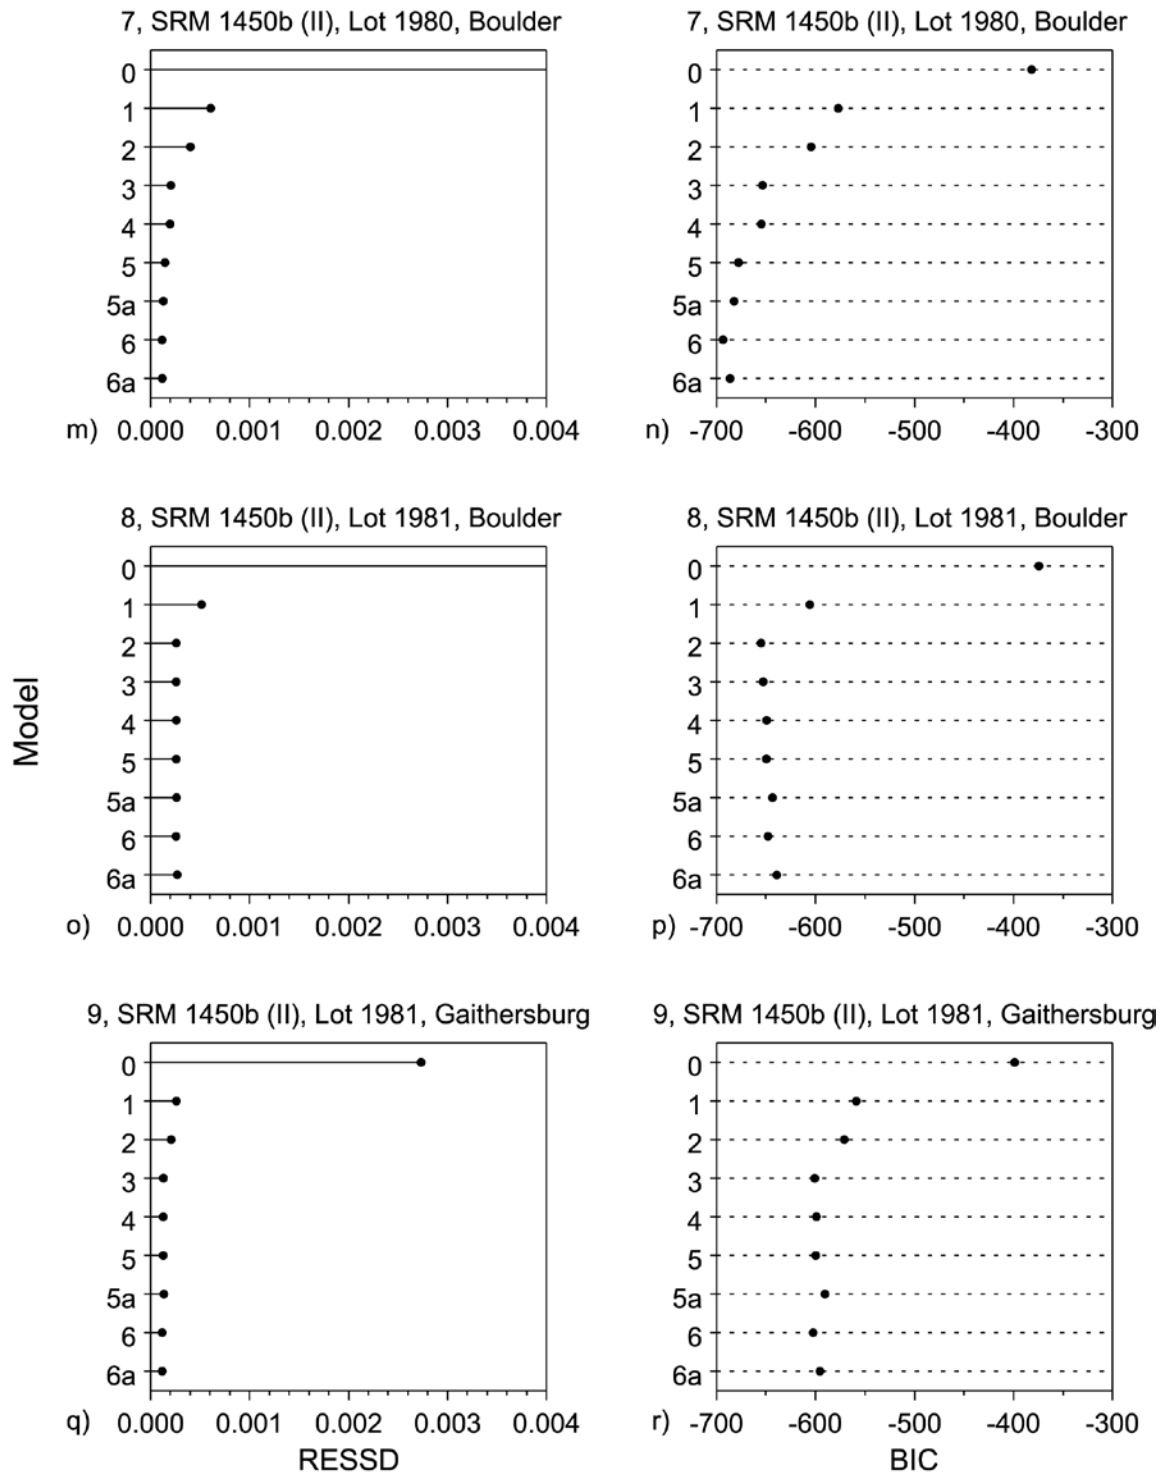 7, SRM 1450b (II), Lot 1980, Boulder
0
1
2
3
4
5
5a
6
6a
m) 0.000 0.001 0.002 0.003 0.004
7, SRM 1450b (II), Lot 1980, Boulder
0
1
2
3
4
5
5a
6
6a
n) -700 -600 -500 -400 -300
Model
8, SRM 1450b (II), Lot 1981, Boulder
0
1
2
3
4
5
5a
6
6a
o) 0.000 0.001 0.002 0.003 0.004
8, SRM 1450b (II), Lot 1981, Boulder
0
1
2
3
4
5
5a
6
6a
p) -700 -600 -500 -400 -300
9, SRM 1450b (II), Lot 1981, Gaithersburg
0
1
2
3
4
5
5a
6
6a
q) 0.000 0.001 0.002 0.003 0.004
RESSD
9, SRM 1450b (II), Lot 1981, Gaithersburg
0
1
2
3
4
5
5a
6
6a
r) -700 -600 -500 -400 -300
BIC